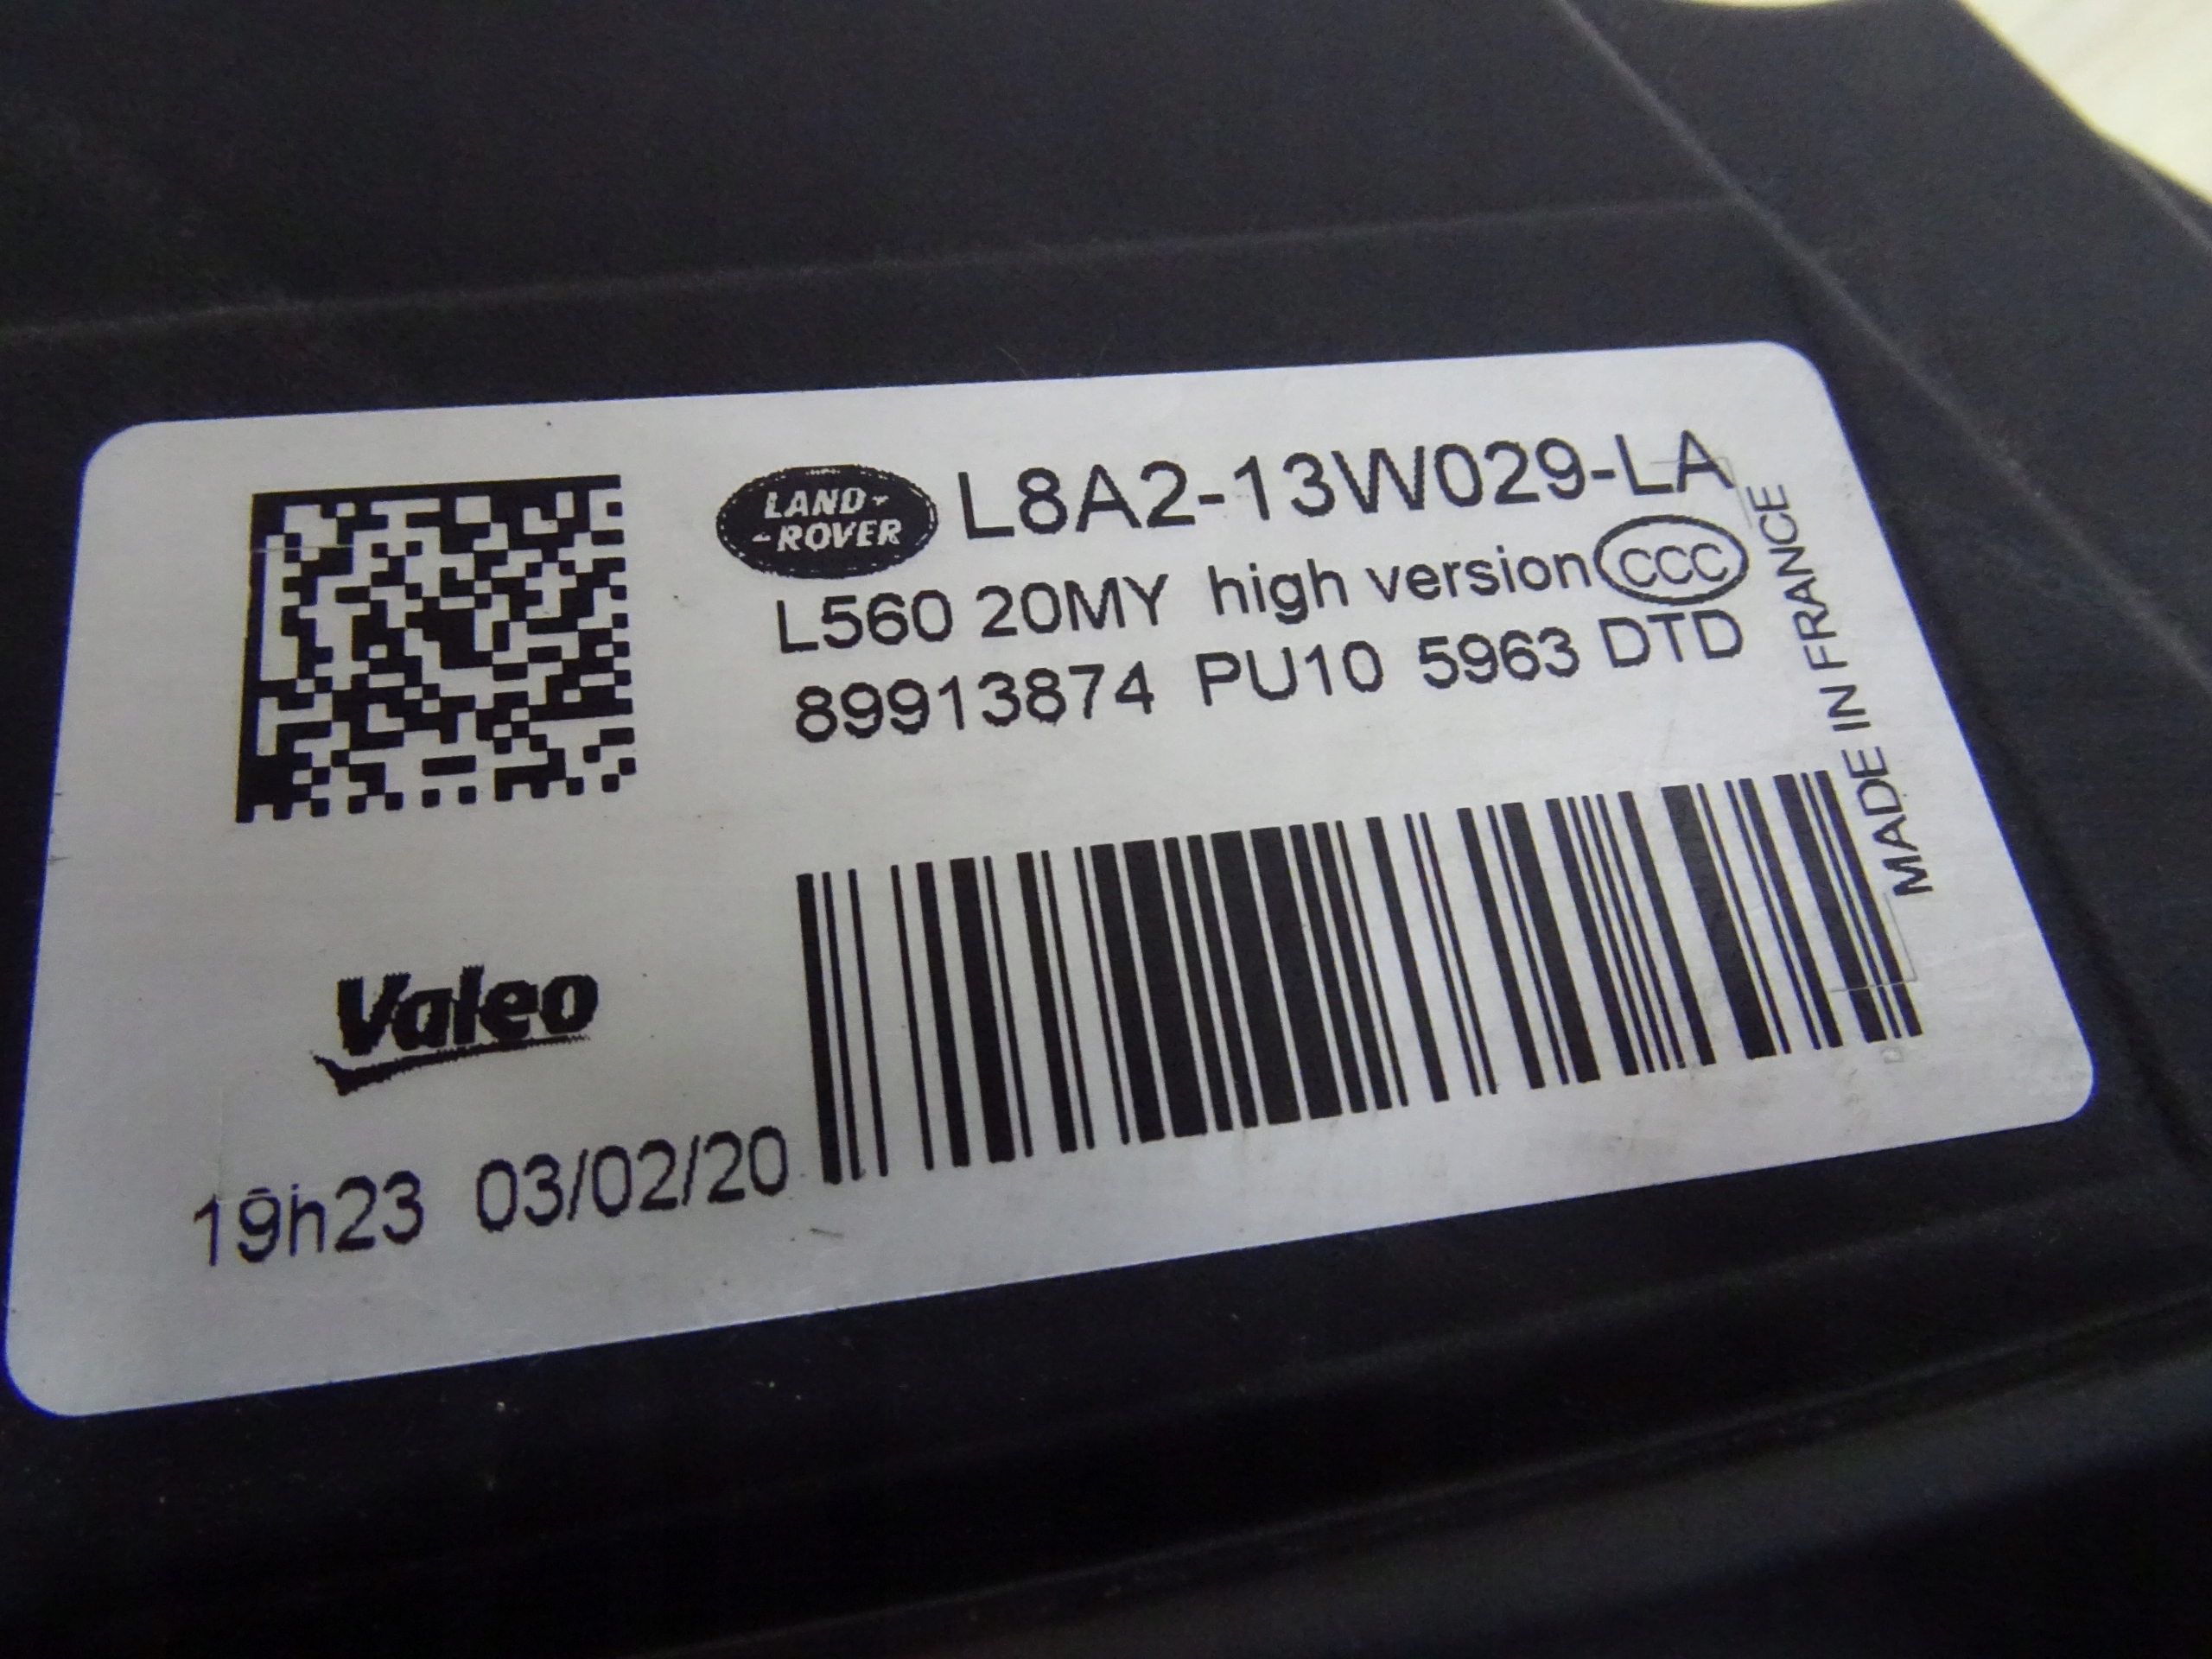 LAND ROVER
L8A2-13W029-LA
L560 20MY high version CCC
89913874 PU10 5963 DTD
MADE IN FRANCE
Valeo
19h23 03/02/20